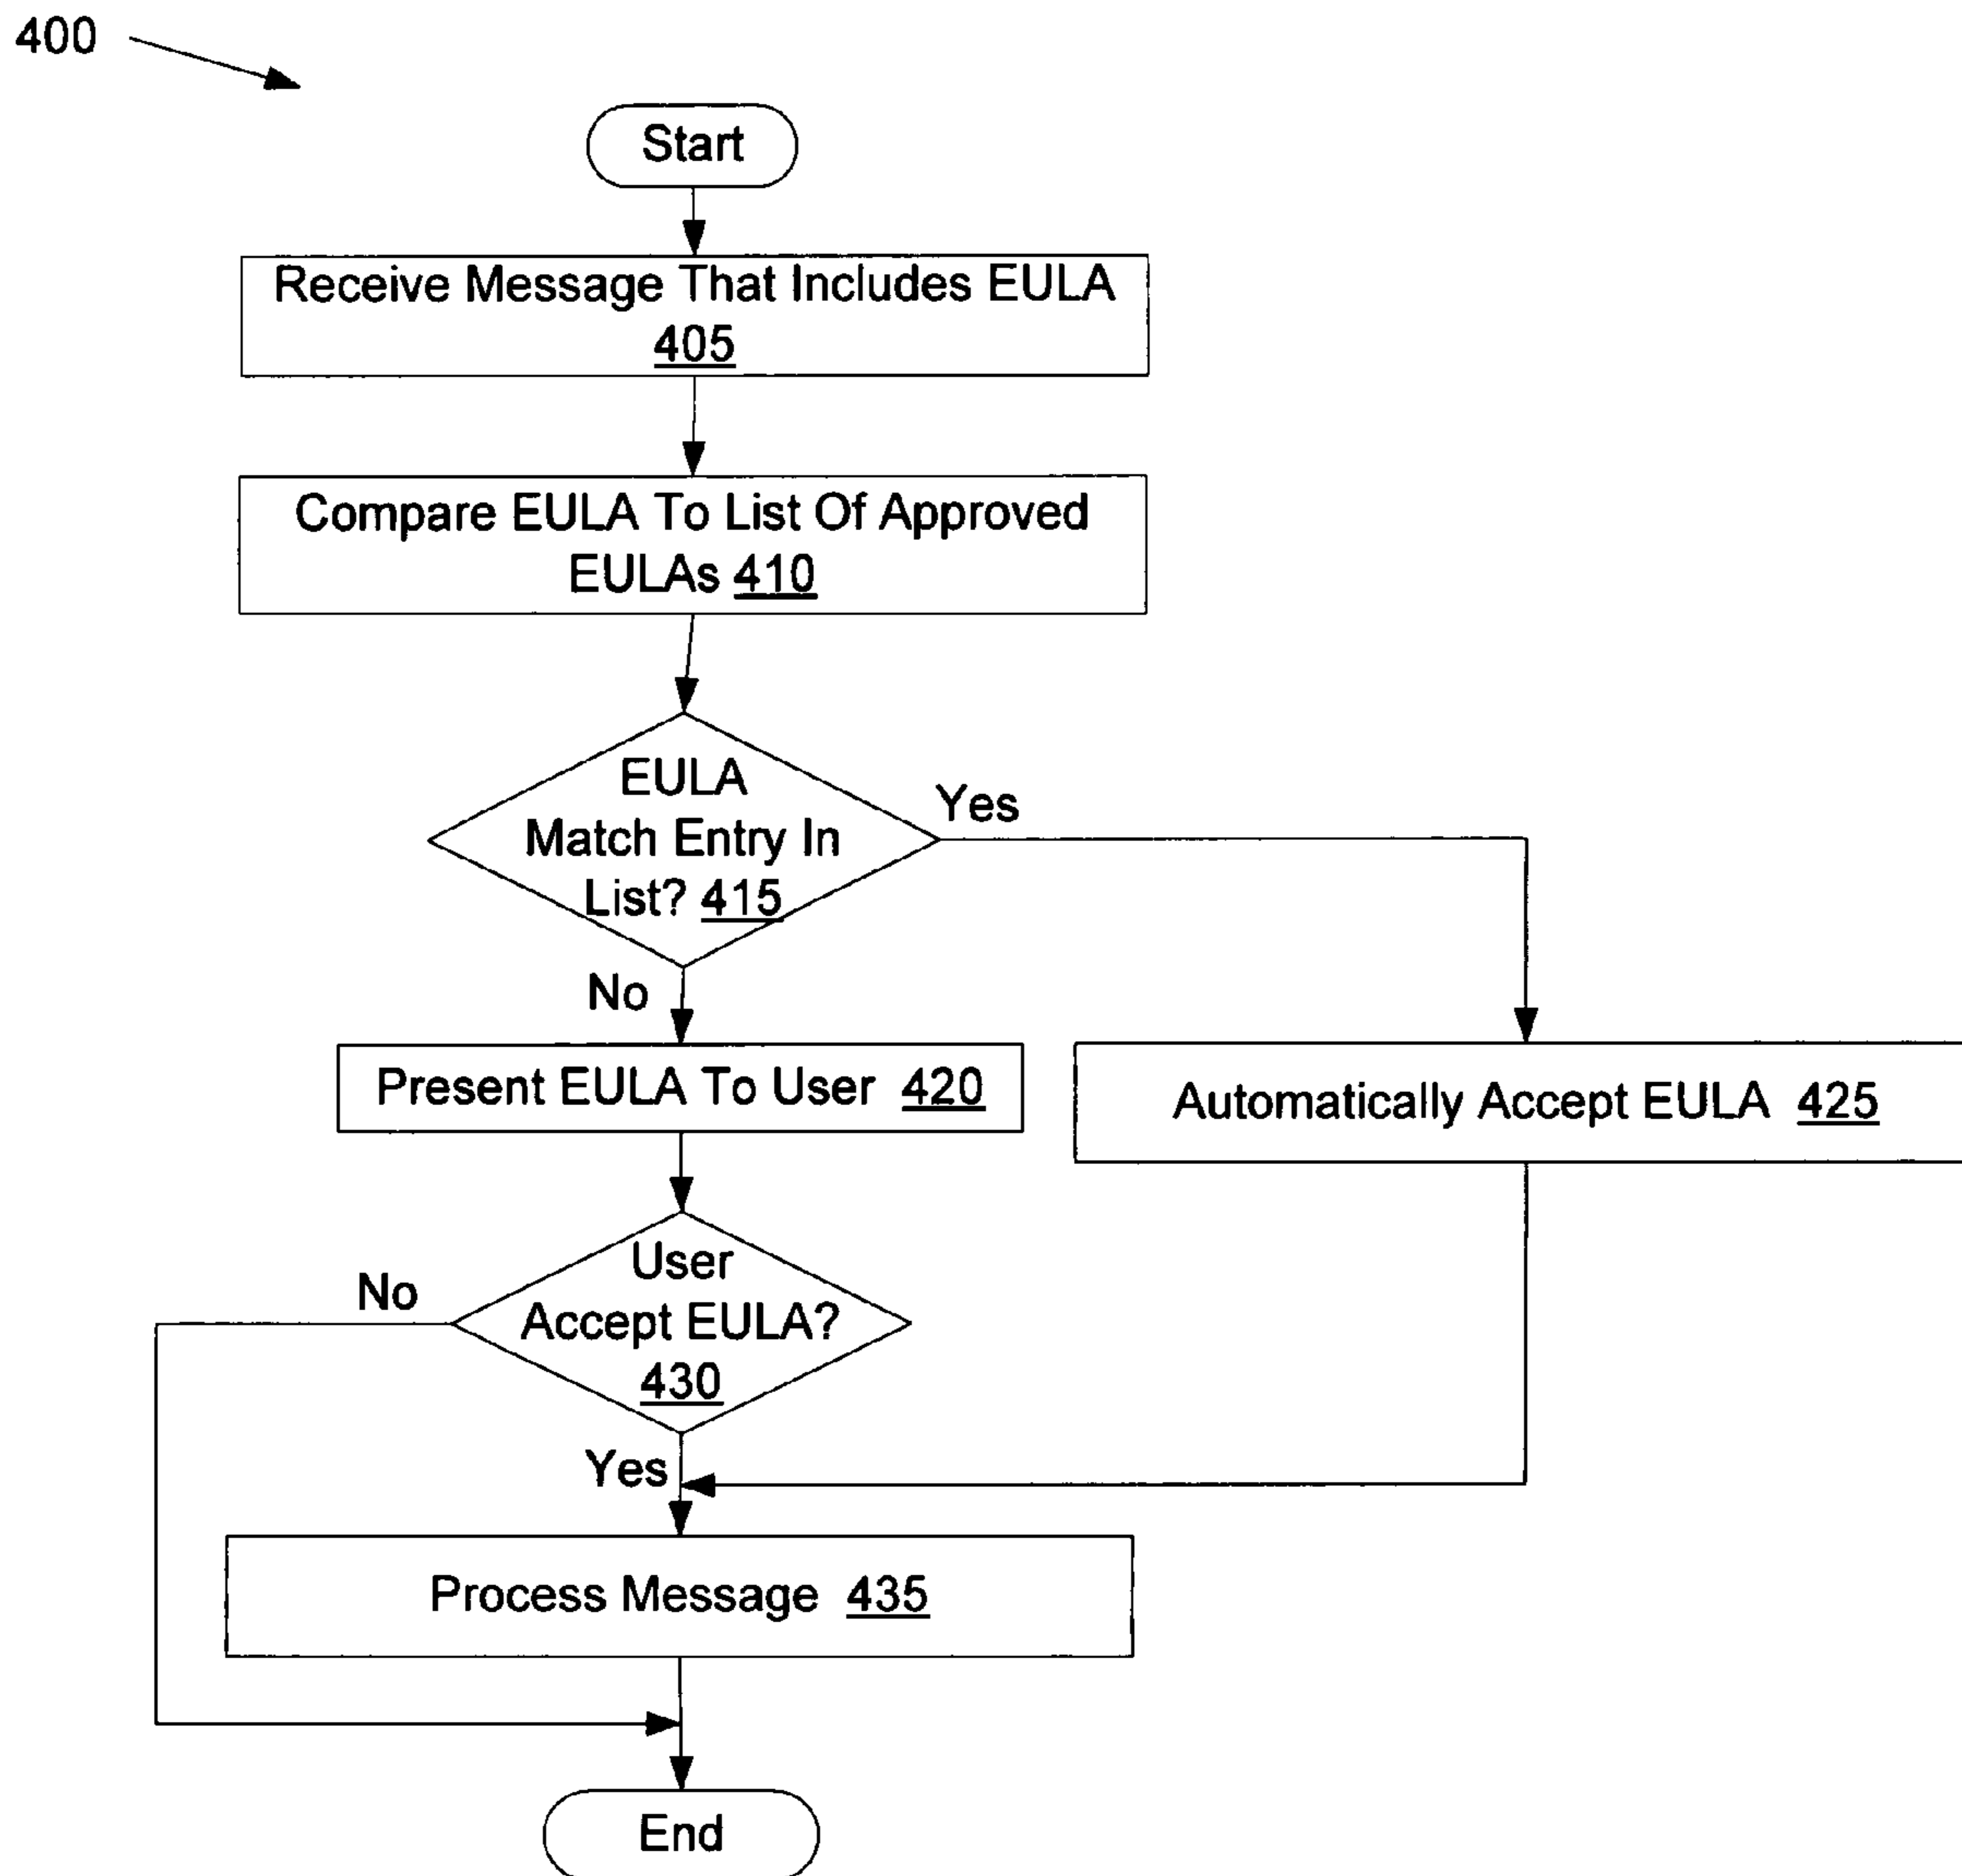 400
Start
Receive Message That Includes EULA
405
Compare EULA To List Of Approved
EULAs 410
EULA
Match Entry In
List? 415
Yes
No
Present EULA To User 420
Automatically Accept EULA 425
User
Accept EULA?
430
No
Yes
Process Message 435
End